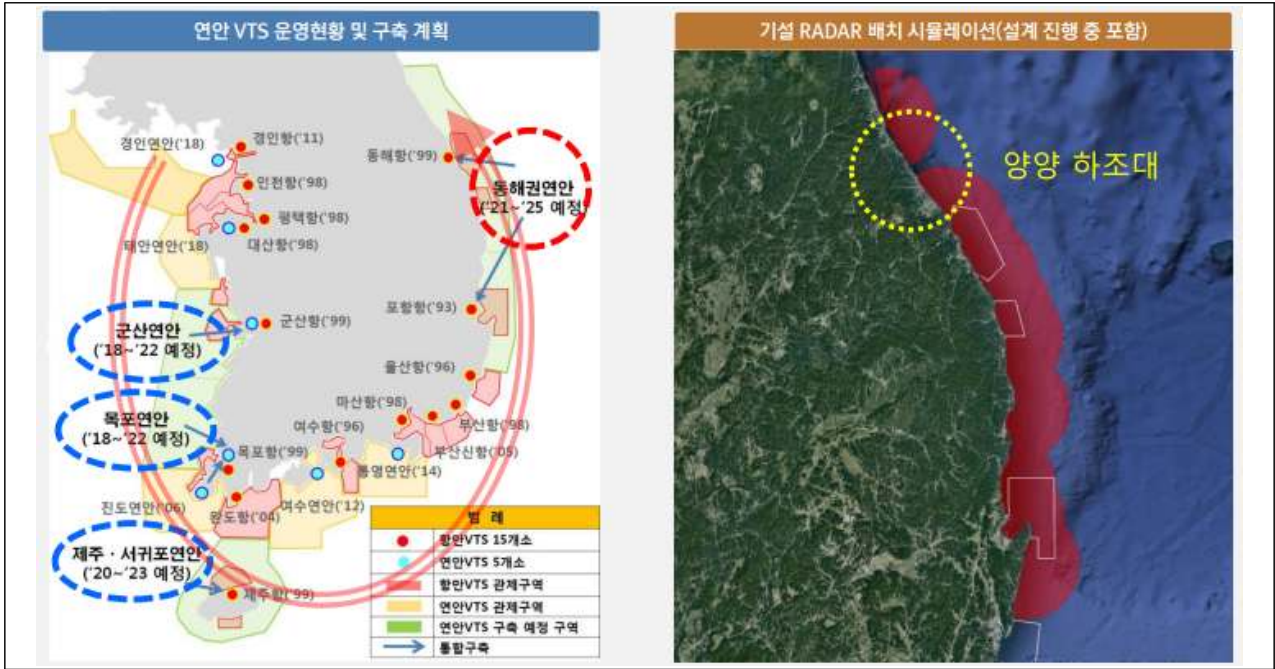 연안 VTS 운영현황 및 구축 계획
기설 RADAR 배치 시뮬레이션(설계 진행 중 포함)
경인연안('18)
경인항('11)
인천항('98)
평택항('98)
태안연안('18)
대산항('98)
동해항('99)
동해권연안
('21~'25 예정)
군산연안
('18~'22 예정)
군산항('99)
포항항('93)
울산항('96)
마산항('98)
여수항('96)
부산항('98)
부산신항('05)
목포연안
('18~'22 예정)
목포항('99)
통영연안('14)
진도연안('06)
완도항('04)
여수연안('12)
제주 · 서귀포연안
('20~'23 예정)
제주항('99)
범 례
항만VTS 15개소
연안VTS 5개소
항만VTS 관제구역
연안VTS 관제구역
연안VTS 구축 예정 구역
통합구축
양양 하조대